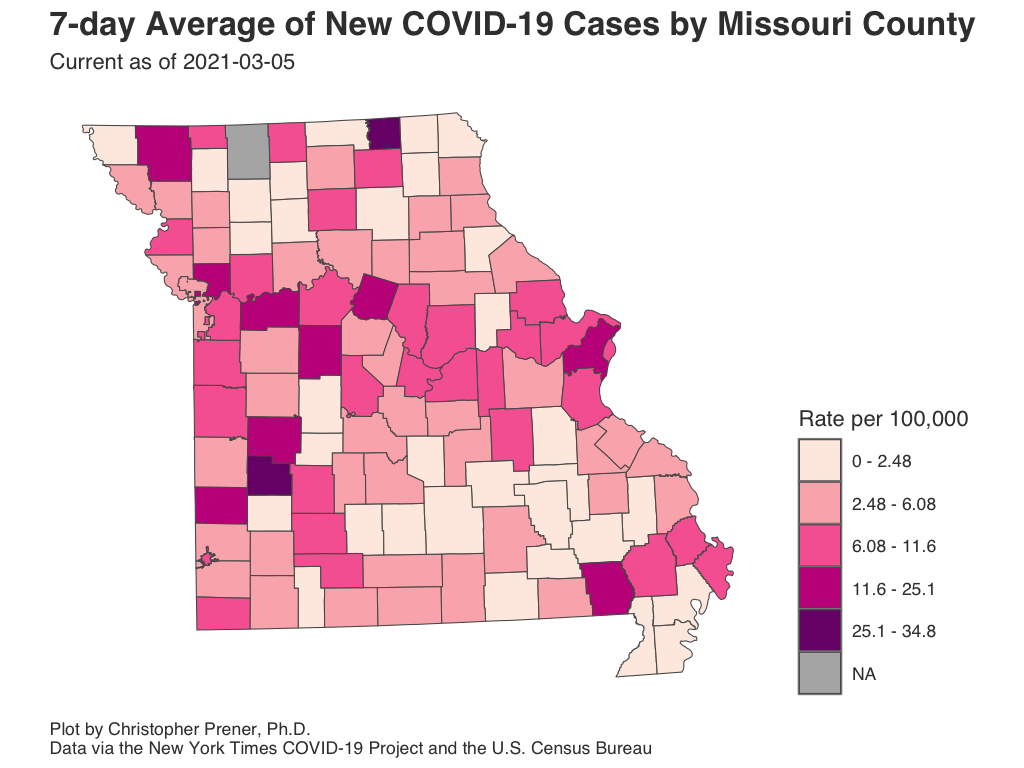 7-day Average of New COVID-19 Cases by Missouri County
Current as of 2021-03-05
Rate per 100,000
0 - 2.48
2.48 - 6.08
6.08 - 11.6
11.6 - 25.1
25.1 - 34.8
NA
Plot by Christopher Prener, Ph.D.
Data via the New York Times COVID-19 Project and the U.S. Census Bureau